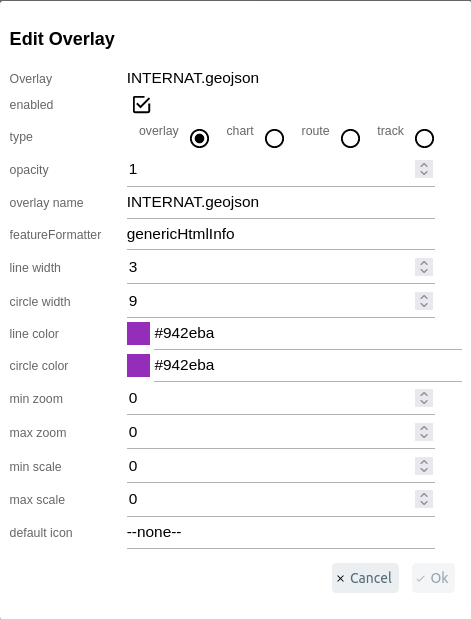 Edit Overlay
Overlay INTERNAT.geojson
enabled
type overlay chart route track
opacity 1
overlay name INTERNAT.geojson
featureFormatter genericHtmlInfo
line width 3
circle width 9
line color #942eba
circle color #942eba
min zoom 0
max zoom 0
min scale 0
max scale 0
default icon --none--
× Cancel ✓ Ok